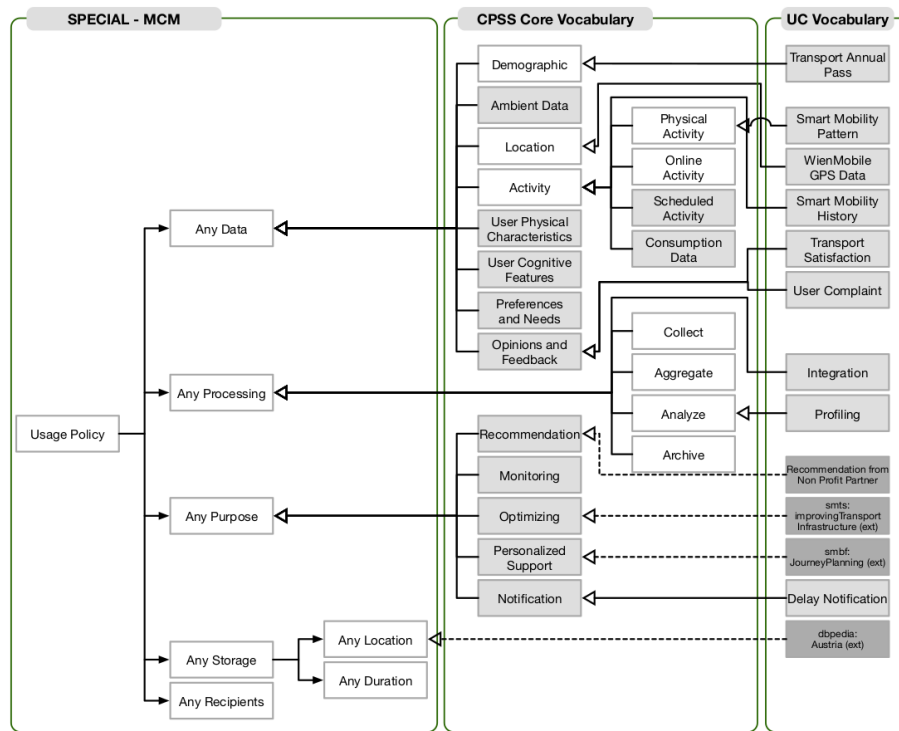 SPECIAL - MCM
CPSS Core Vocabulary
UC Vocabulary
Usage Policy
Any Data
Any Processing
Any Purpose
Any Storage
Any Recipients
Any Location
Any Duration
Demographic
Ambient Data
Location
Activity
User Physical
Characteristics
User Cognitive
Features
Preferences
and Needs
Opinions and
Feedback
Physical
Activity
Online
Activity
Scheduled
Activity
Consumption
Data
Collect
Aggregate
Analyze
Archive
Recommendation
Monitoring
Optimizing
Personalized
Support
Notification
Transport Annual
Pass
Smart Mobility
Pattern
WienMobile
GPS Data
Smart Mobility
History
Transport
Satisfaction
User Complaint
Integration
Profiling
Recommendation from
Non Profit Partner
smts:
improvingTransport
Infrastructure (ext)
smbf:
JourneyPlanning (ext)
Delay Notification
dbpedia:
Austria (ext)